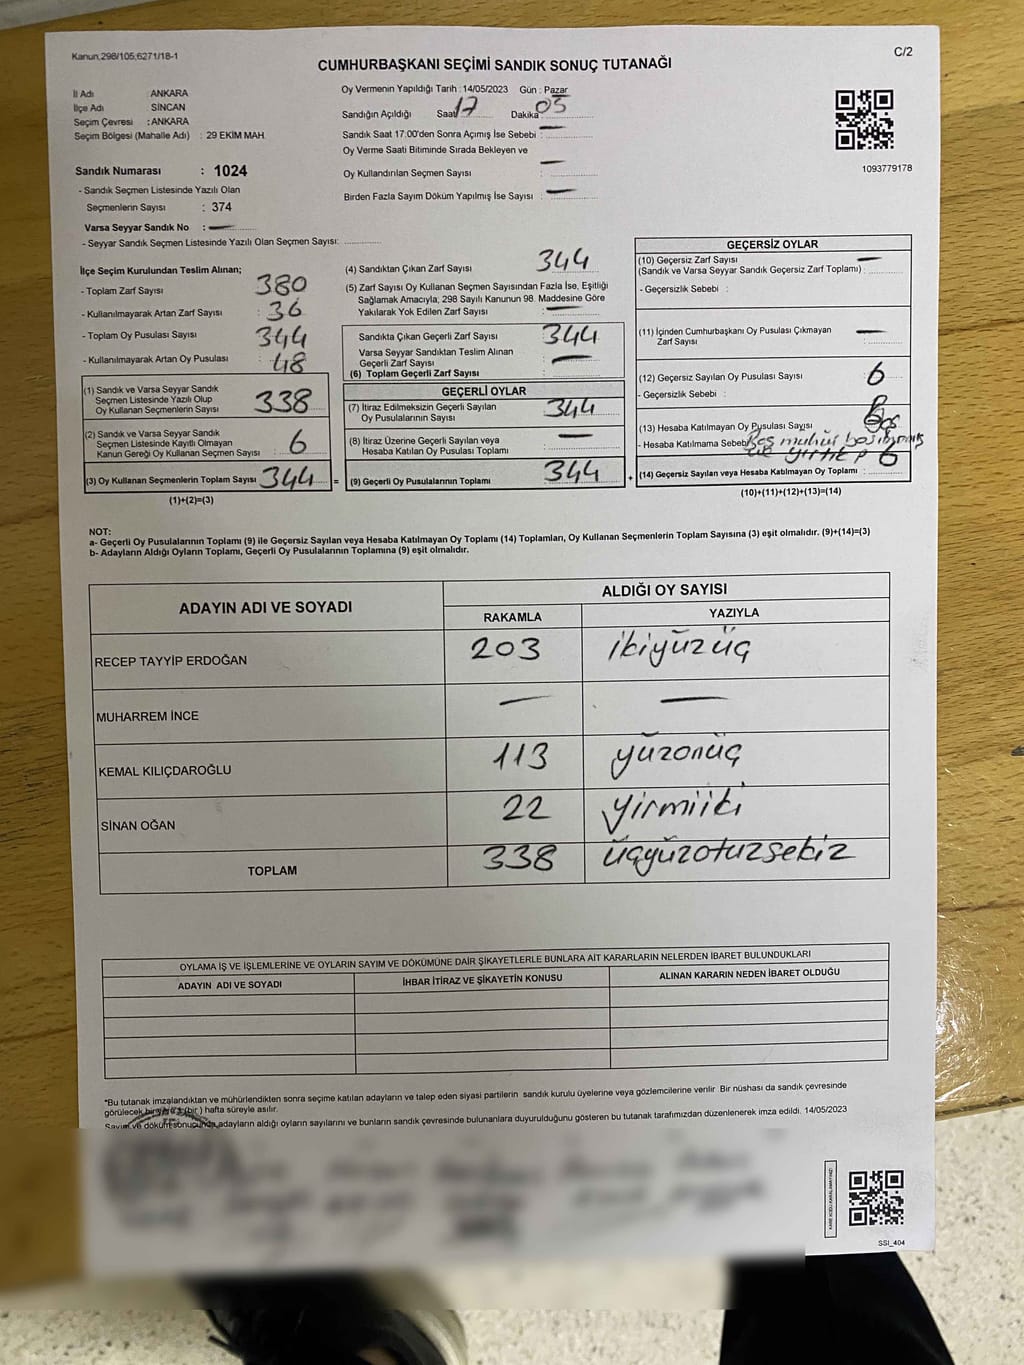 Kanun,298/105,6271/18-1
C/2
CUMHURBAŞKANI SEÇİMİ SANDIK SONUÇ TUTANAĞI
İl Adı : ANKARA
İlçe Adı : SİNCAN
Seçim Çevresi : ANKARA
Seçim Bölgesi (Mahalle Adı) : 29 EKİM MAH.
Oy Vermenin Yapıldığı Tarih : 14/05/2023 Gün : Pazar
Sandığın Açıldığı Saat 17 Dakika : 05
Sandık Saat 17:00'den Sonra Açımış İse Sebebi : —
Oy Verme Saati Bitiminde Sırada Bekleyen ve
Oy Kullandırılan Seçmen Sayısı : —
Birden Fazla Sayım Döküm Yapılmış İse Sayısı : —
1093779178
Sandık Numarası : 1024
- Sandık Seçmen Listesinde Yazılı Olan
Seçmenlerin Sayısı : 374
Varsa Seyyar Sandık No : —
- Seyyar Sandık Seçmen Listesinde Yazılı Olan Seçmen Sayısı:
İlçe Seçim Kurulundan Teslim Alınan;
- Toplam Zarf Sayısı : 380
- Kullanılmayarak Artan Zarf Sayısı : 36
- Toplam Oy Pusulası Sayısı : 344
- Kullanılmayarak Artan Oy Pusulası : 48
(1) Sandık ve Varsa Seyyar Sandık
Seçmen Listesinde Yazılı Olup
Oy Kullanan Seçmenlerin Sayısı : 338
(2) Sandık ve Varsa Seyyar Sandık
Seçmen Listesinde Kayıtlı Olmayan
Kanun Gereği Oy Kullanan Seçmen Sayısı : 6
(3) Oy Kullanan Seçmenlerin Toplam Sayısı : 344 =
(1)+(2)=(3)
(4) Sandıktan Çıkan Zarf Sayısı : 344
(5) Zarf Sayısı Oy Kullanan Seçmen Sayısından Fazla İse, Eşitliği
Sağlamak Amacıyla, 298 Sayılı Kanunun 98. Maddesine Göre
Yakılarak Yok Edilen Zarf Sayısı : —
Sandıkta Çıkan Geçerli Zarf Sayısı : 344
Varsa Seyyar Sandıktan Teslim Alınan
Geçerli Zarf Sayısı : —
(6) Toplam Geçerli Zarf Sayısı :
GEÇERLİ OYLAR
(7) İtiraz Edilmeksizin Geçerli Sayılan
Oy Pusulalarının Sayısı : 344
(8) İtiraz Üzerine Geçerli Sayılan veya
Hesaba Katılan Oy Pusulası Toplamı : —
(9) Geçerli Oy Pusulalarının Toplamı : 344 +
GEÇERSİZ OYLAR
(10) Geçersiz Zarf Sayısı
(Sandık ve Varsa Seyyar Sandık Geçersiz Zarf Toplamı) : —
- Geçersizlik Sebebi :
(11) İçinden Cumhurbaşkanı Oy Pusulası Çıkmayan
Zarf Sayısı : —
(12) Geçersiz Sayılan Oy Pusulası Sayısı : 6
- Geçersizlik Sebebi :
(13) Hesaba Katılmayan Oy Pusulası Sayısı : Boş
- Hesaba Katılmama Sebebi : Boş mühür basılmamış
ve yırtık
(14) Geçersiz Sayılan veya Hesaba Katılmayan Oy Toplamı : 6
(10)+(11)+(12)+(13)=(14)
NOT:
a- Geçerli Oy Pusulalarının Toplamı (9) ile Geçersiz Sayılan veya Hesaba Katılmayan Oy Toplamı (14) Toplamları, Oy Kullanan Seçmenlerin Toplam Sayısına (3) eşit olmalıdır. (9)+(14)=(3)
b- Adayların Aldığı Oyların Toplamı, Geçerli Oy Pusulalarının Toplamına (9) eşit olmalıdır.
ADAYIN ADI VE SOYADI
ALDIĞI OY SAYISI
RAKAMLA YAZIYLA
RECEP TAYYİP ERDOĞAN 203 ikiyüzüç
MUHARREM İNCE — —
KEMAL KILIÇDAROĞLU 113 yüzonüç
SİNAN OĞAN 22 yirmiiki
TOPLAM 338 üçyüzotuzsekiz
OYLAMA İŞ VE İŞLEMLERİNE VE OYLARIN SAYIM VE DÖKÜMÜNE DAİR ŞİKAYETLERLE BUNLARA AİT KARARLARIN NELERDEN İBARET BULUNDUKLARI
ADAYIN ADI VE SOYADI İHBAR İTİRAZ VE ŞİKAYETİN KONUSU ALINAN KARARIN NEDEN İBARET OLDUĞU
*Bu tutanak imzalandıktan ve mühürlendikten sonra seçime katılan adayların ve talep eden siyasi partilerin sandık kurulu üyelerine veya gözlemcilerine verilir Bir nüshası da sandık çevresinde
görülecek bir yere 1 (bir) hafta süreyle asılır.
Sayım ve döküm sonucunda adayların aldığı oyların sayılarını ve bunların sandık çevresinde bulunanlara duyurulduğunu gösteren bu tutanak tarafımızdan düzenlenerek imza edildi. 14/05/2023
SSI_404